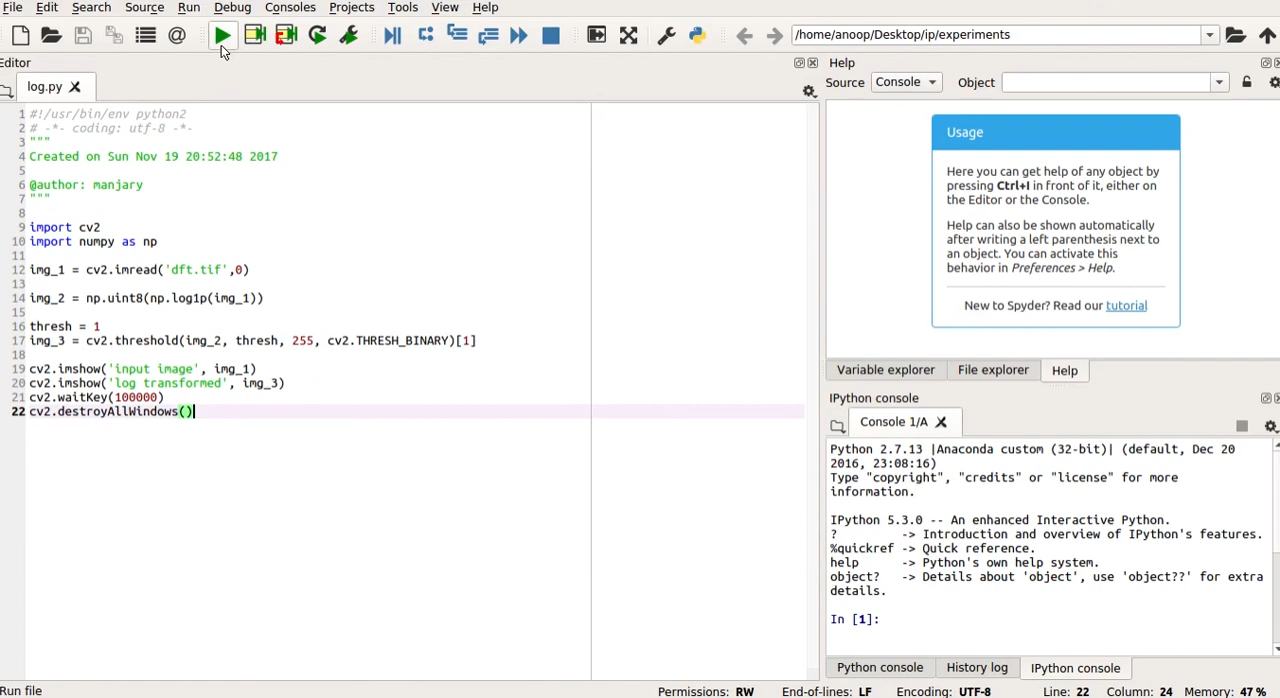 File Edit Search Source Run Debug Consoles Projects Tools View Help
/home/anoop/Desktop/ip/experiments
Editor
log.py
1 #!/usr/bin/env python2
2 # -*- coding: utf-8 -*-
3 """
4 Created on Sun Nov 19 20:52:48 2017
5
6 @author: manjary
7 """
8
9 import cv2
10 import numpy as np
11
12 img_1 = cv2.imread('dft.tif',0)
13
14 img_2 = np.uint8(np.log1p(img_1))
15
16 thresh = 1
17 img_3 = cv2.threshold(img_2, thresh, 255, cv2.THRESH_BINARY)[1]
18
19 cv2.imshow('input image', img_1)
20 cv2.imshow('log transformed', img_3)
21 cv2.waitKey(100000)
22 cv2.destroyAllWindows()
Help
Source Console Object
Usage
Here you can get help of any object by
pressing Ctrl+I in front of it, either on
the Editor or the Console.
Help can also be shown automatically
after writing a left parenthesis next to
an object. You can activate this
behavior in Preferences > Help.
New to Spyder? Read our tutorial
Variable explorer File explorer Help
IPython console
Console 1/A
Python 2.7.13 |Anaconda custom (32-bit)| (default, Dec 20
2016, 23:08:16)
Type "copyright", "credits" or "license" for more
information.
IPython 5.3.0 -- An enhanced Interactive Python.
? -> Introduction and overview of IPython's features.
%quickref -> Quick reference.
help -> Python's own help system.
object? -> Details about 'object', use 'object??' for extra
details.
In [1]:
Python console History log IPython console
Run file
Permissions: RW End-of-lines: LF Encoding: UTF-8 Line: 22 Column: 24 Memory: 47 %